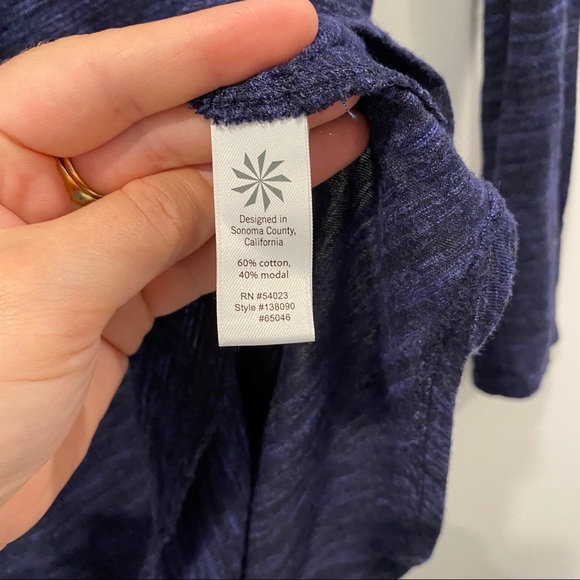 Designed in
Sonoma County,
California
60% cotton,
40% modal
RN #54023
Style #138090
#65046